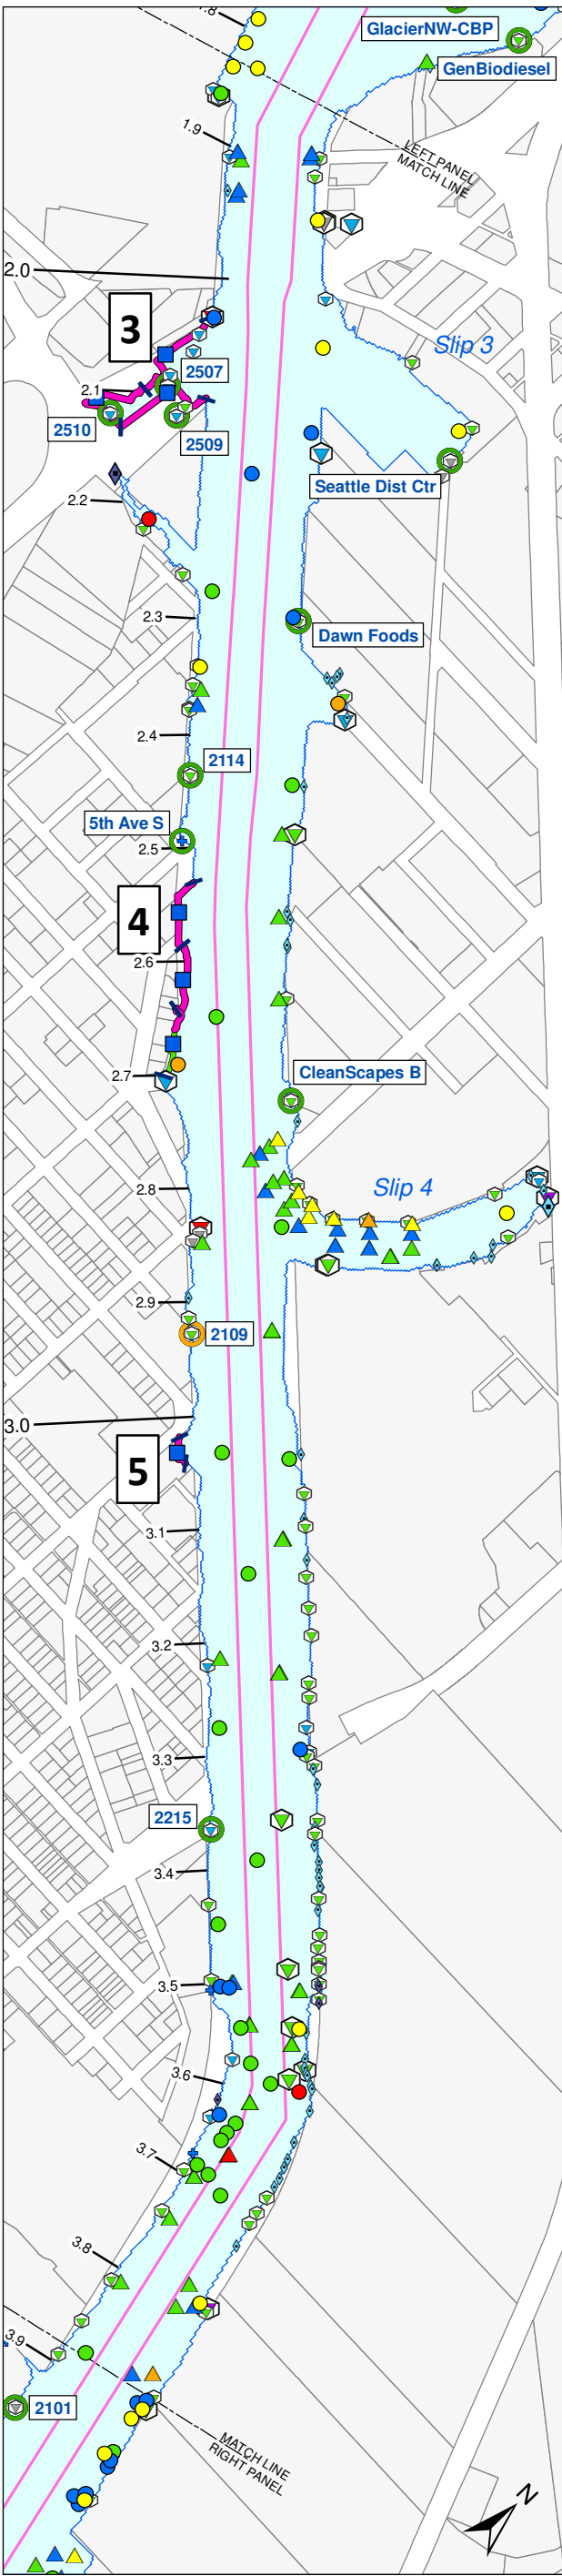 1.8
GlacierNW-CBP
GenBiodiesel
1.9
LEFT PANEL
MATCH LINE
2.0
3
Slip 3
2507
2.1
2510
2509
Seattle Dist Ctr
2.2
2.3
Dawn Foods
2.4
2114
5th Ave S
2.5
4
2.6
2.7
CleanScapes B
2.8
Slip 4
2.9
2109
3.0
5
3.1
3.2
3.3
2215
3.4
3.5
3.6
3.7
3.8
3.9
2101
MATCH LINE
RIGHT PANEL
N